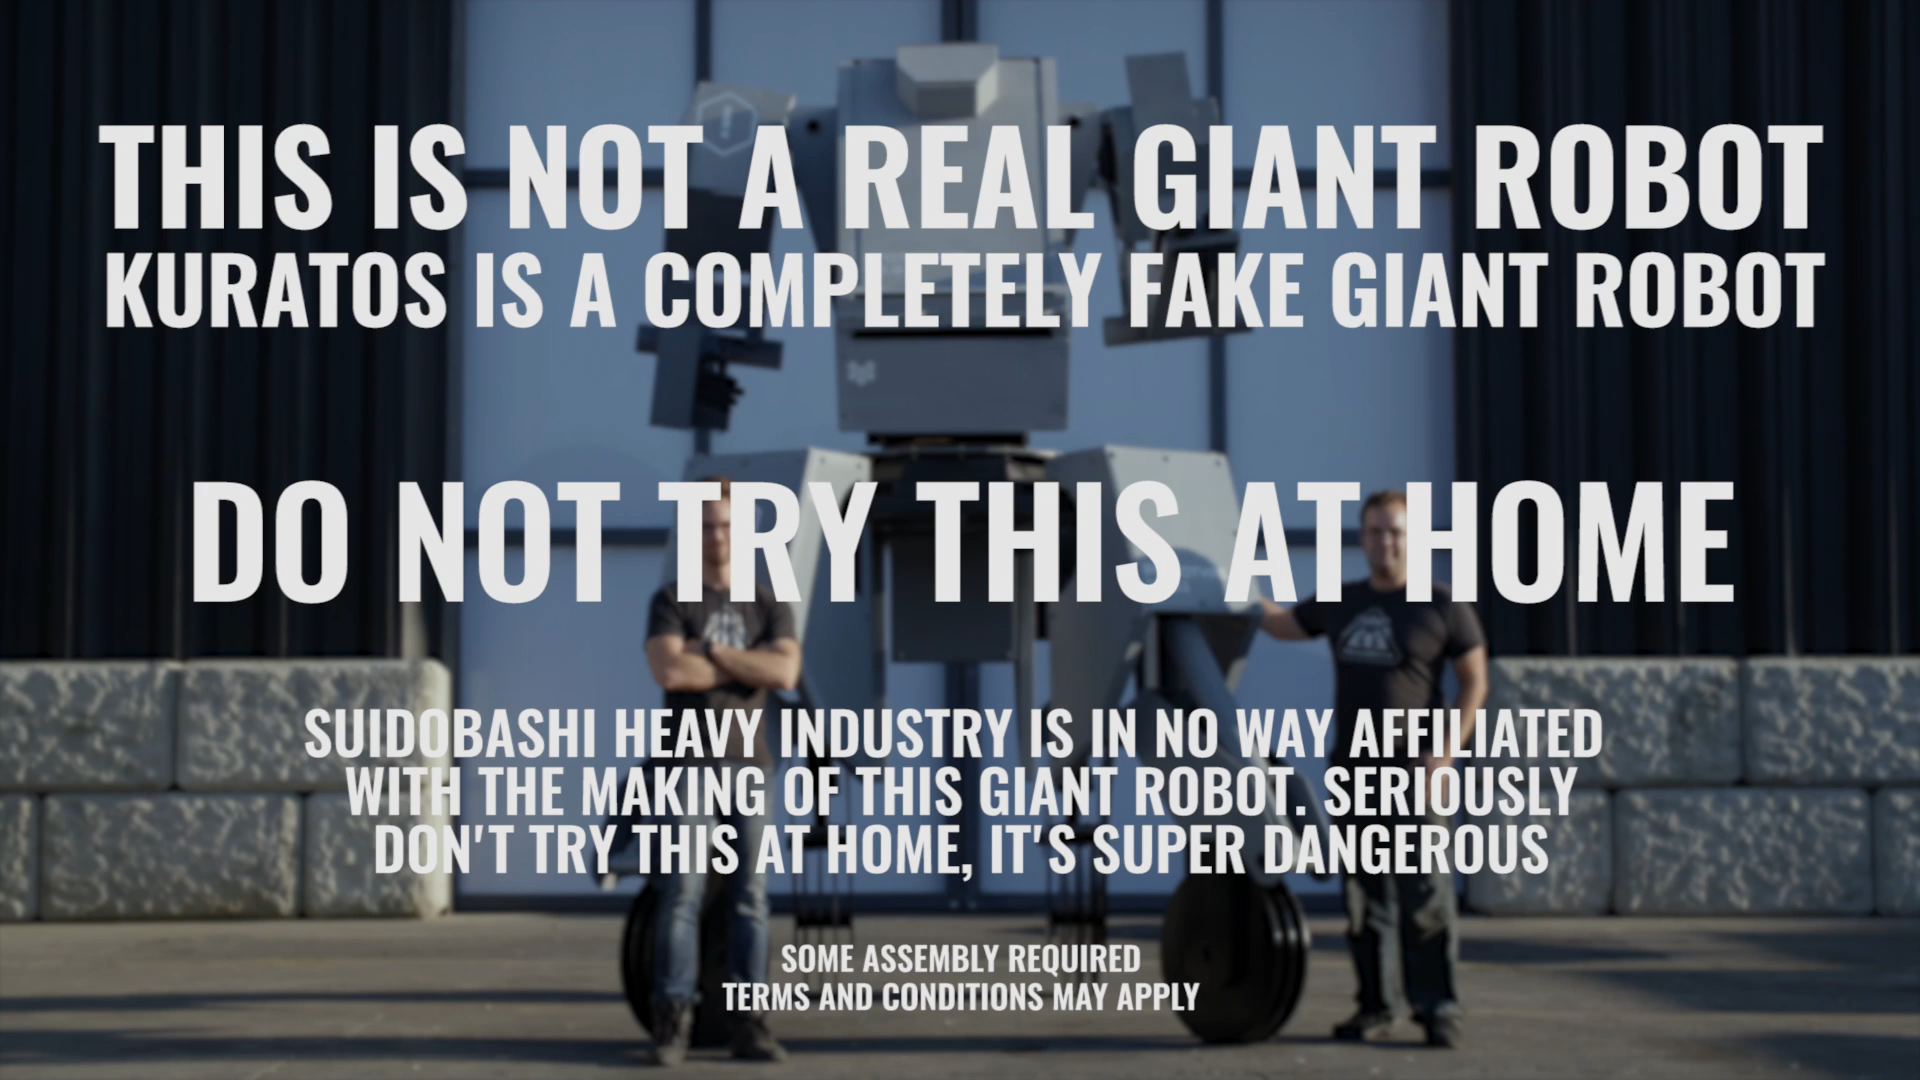 THIS IS NOT A REAL GIANT ROBOT
KURATOS IS A COMPLETELY FAKE GIANT ROBOT
DO NOT TRY THIS AT HOME
SUIDOBASHI HEAVY INDUSTRY IS IN NO WAY AFFILIATED
WITH THE MAKING OF THIS GIANT ROBOT. SERIOUSLY
DON'T TRY THIS AT HOME, IT'S SUPER DANGEROUS
SOME ASSEMBLY REQUIRED
TERMS AND CONDITIONS MAY APPLY